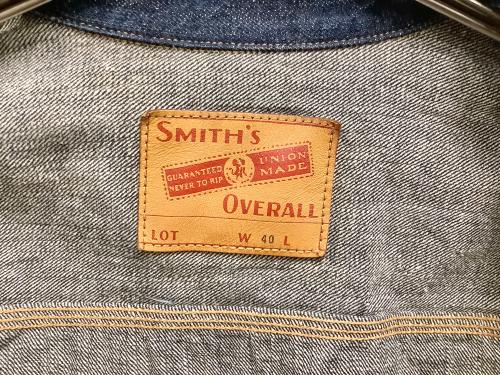 SMITH'S
GUARANTEED UNION
NEVER TO RIP MADE
OVERALL
LOT W 40 L